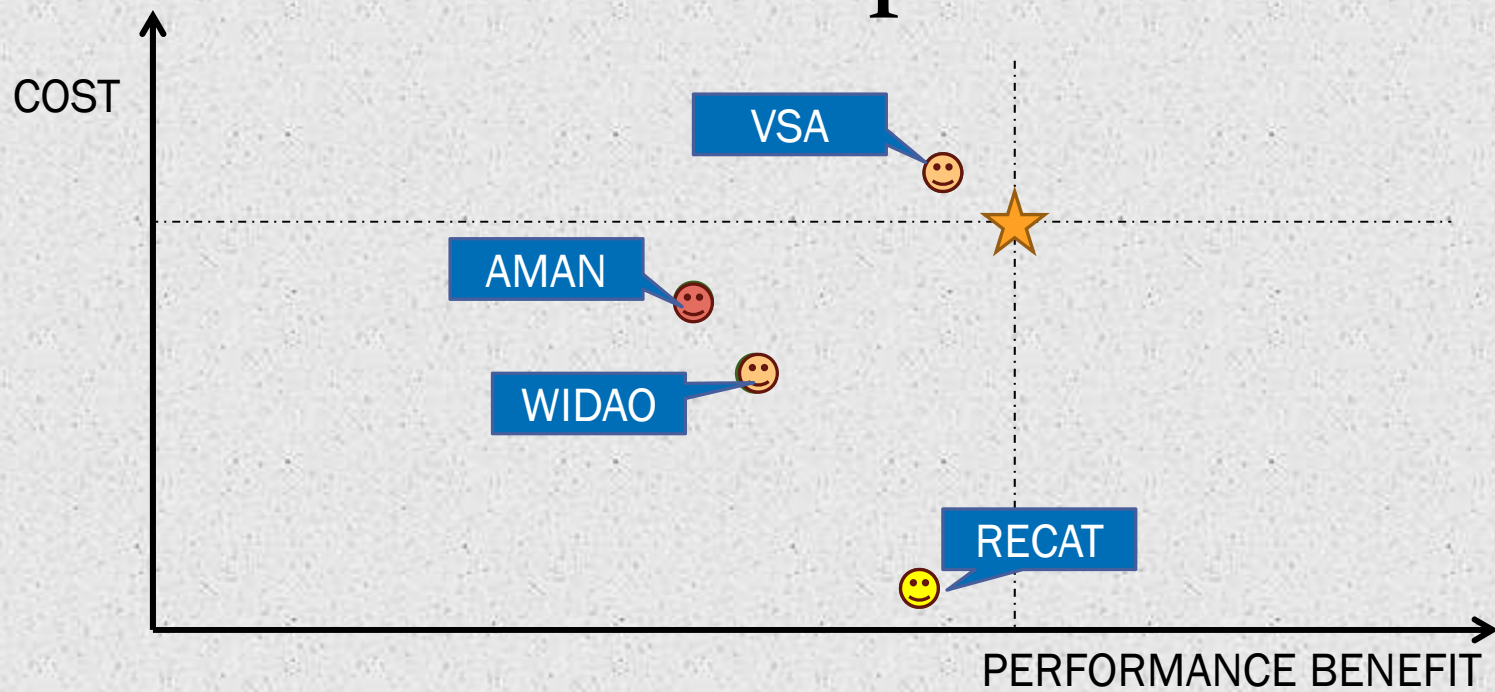 COST
VSA
AMAN
WIDAO
RECAT
PERFORMANCE BENEFIT